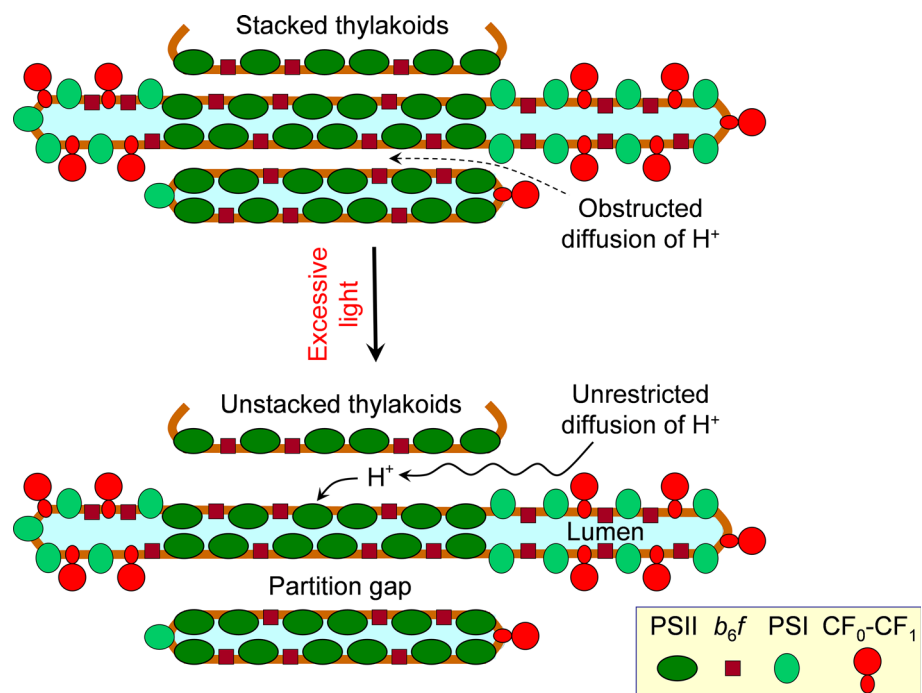 Stacked thylakoids
Obstructed
diffusion of H⁺
Excessive
light
Unstacked thylakoids
Unrestricted
diffusion of H⁺
H⁺
Lumen
Partition gap
PSII b₆f PSI CF₀-CF₁